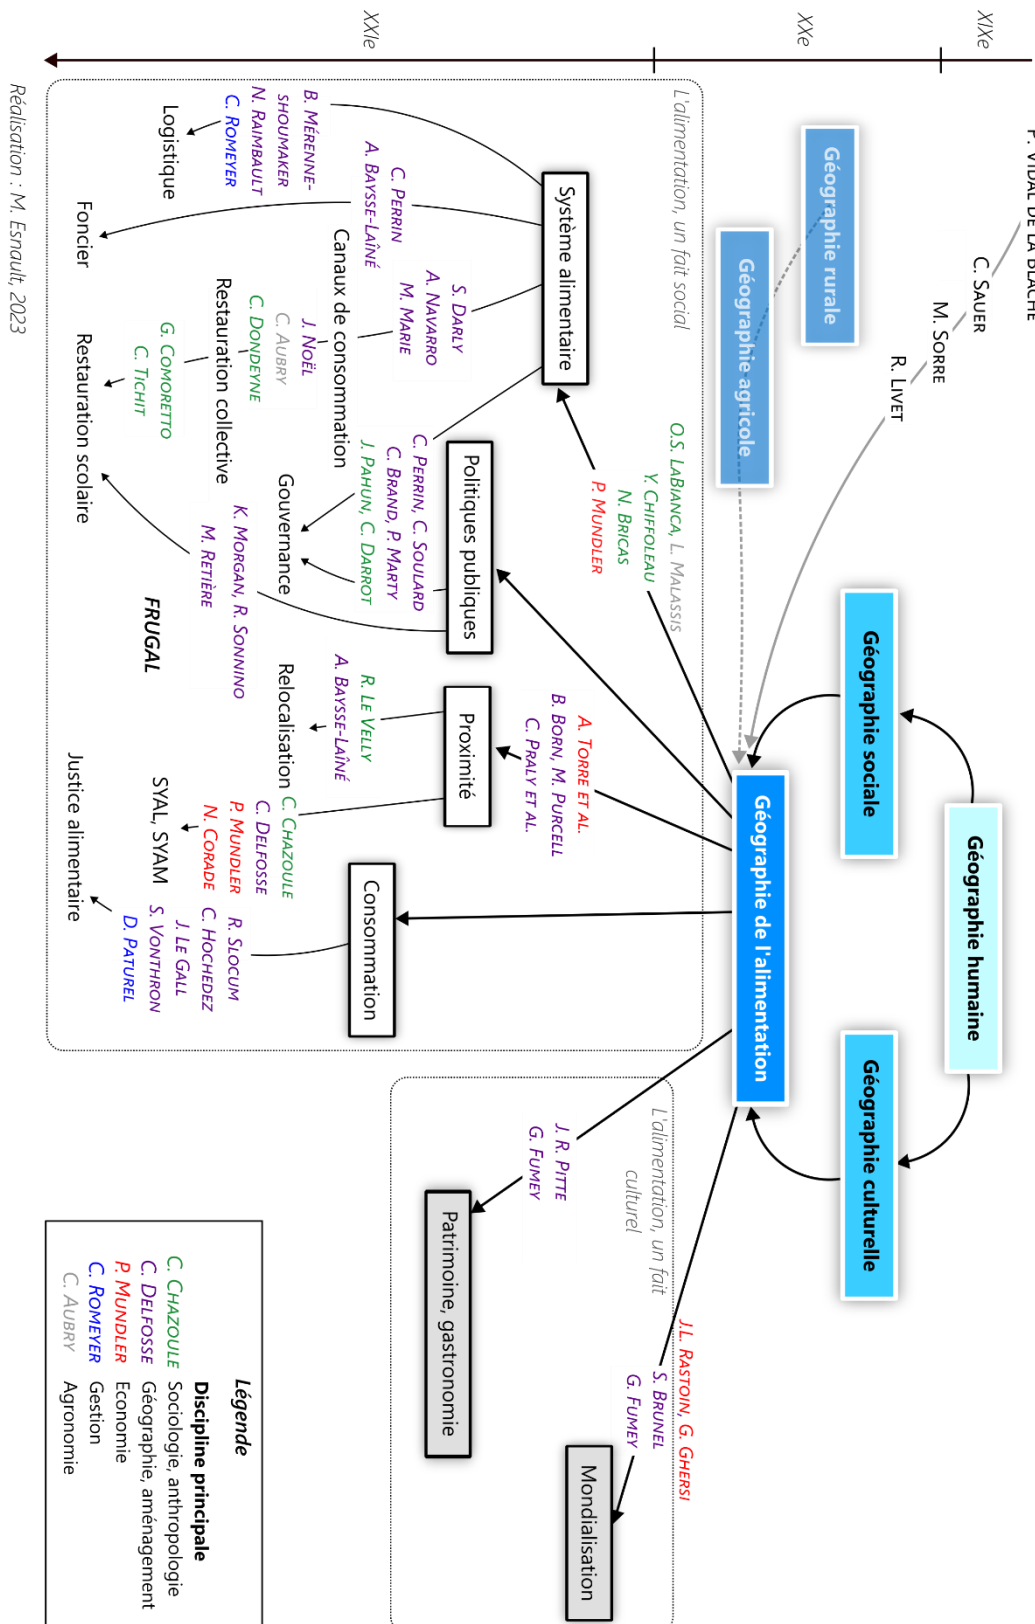 XIXe
XXe
XXIe
P. VIDAL DE LA BLACHE
C. SAUER
M. SORRE
R. LIVET
Géographie humaine
Géographie sociale
Géographie culturelle
Géographie rurale
Géographie agricole
Géographie de l'alimentation
L'alimentation, un fait social
O.S. LABIANCA, L. MALASSIS
Y. CHIFFOLEAU
N. BRICAS
P. MUNDLER
Système alimentaire
A. TORRE ET AL.
B. BORN, M. PURCELL
C. PRALY ET AL.
Politiques publiques
Proximité
Consommation
S. DARLY
A. NAVARRO
M. MARIE
C. PERRIN
A. BAYSSE-LAÎNÉ
B. MÉRENNE-
SHOUMAKER
N. RAIMBAULT
C. ROMEYER
Logistique
Foncier
Canaux de consommation
J. NOËL
C. AUBRY
C. DONDEYNE
Restauration collective
G. COMORETTO
C. TICHIT
Restauration scolaire
C. PERRIN, C. SOULARD
C. BRAND, P. MARTY
J. PAHUN, C. DARROT
Gouvernance
K. MORGAN, R. SONNINO
M. RETIÈRE
FRUGAL
R. LE VELLY
A. BAYSSE-LAÎNÉ
Relocalisation
C. CHAZOULE
C. DELFOSSE
P. MUNDLER
N. CORADE
SYAL, SYAM
R. SLOCUM
C. HOCHEDEZ
J. LE GALL
S. VONTHRON
D. PATUREL
Justice alimentaire
L'alimentation, un fait
culturel
J.L. RASTOIN, G. GHERSI
S. BRUNEL
G. FUMEY
Mondialisation
J. R. PITTE
G. FUMEY
Patrimoine, gastronomie
Légende
Discipline principale
C. CHAZOULE Sociologie, anthropologie
C. DELFOSSE Géographie, aménagement
P. MUNDLER Economie
C. ROMEYER Gestion
C. AUBRY Agronomie
Réalisation : M. Esnault, 2023